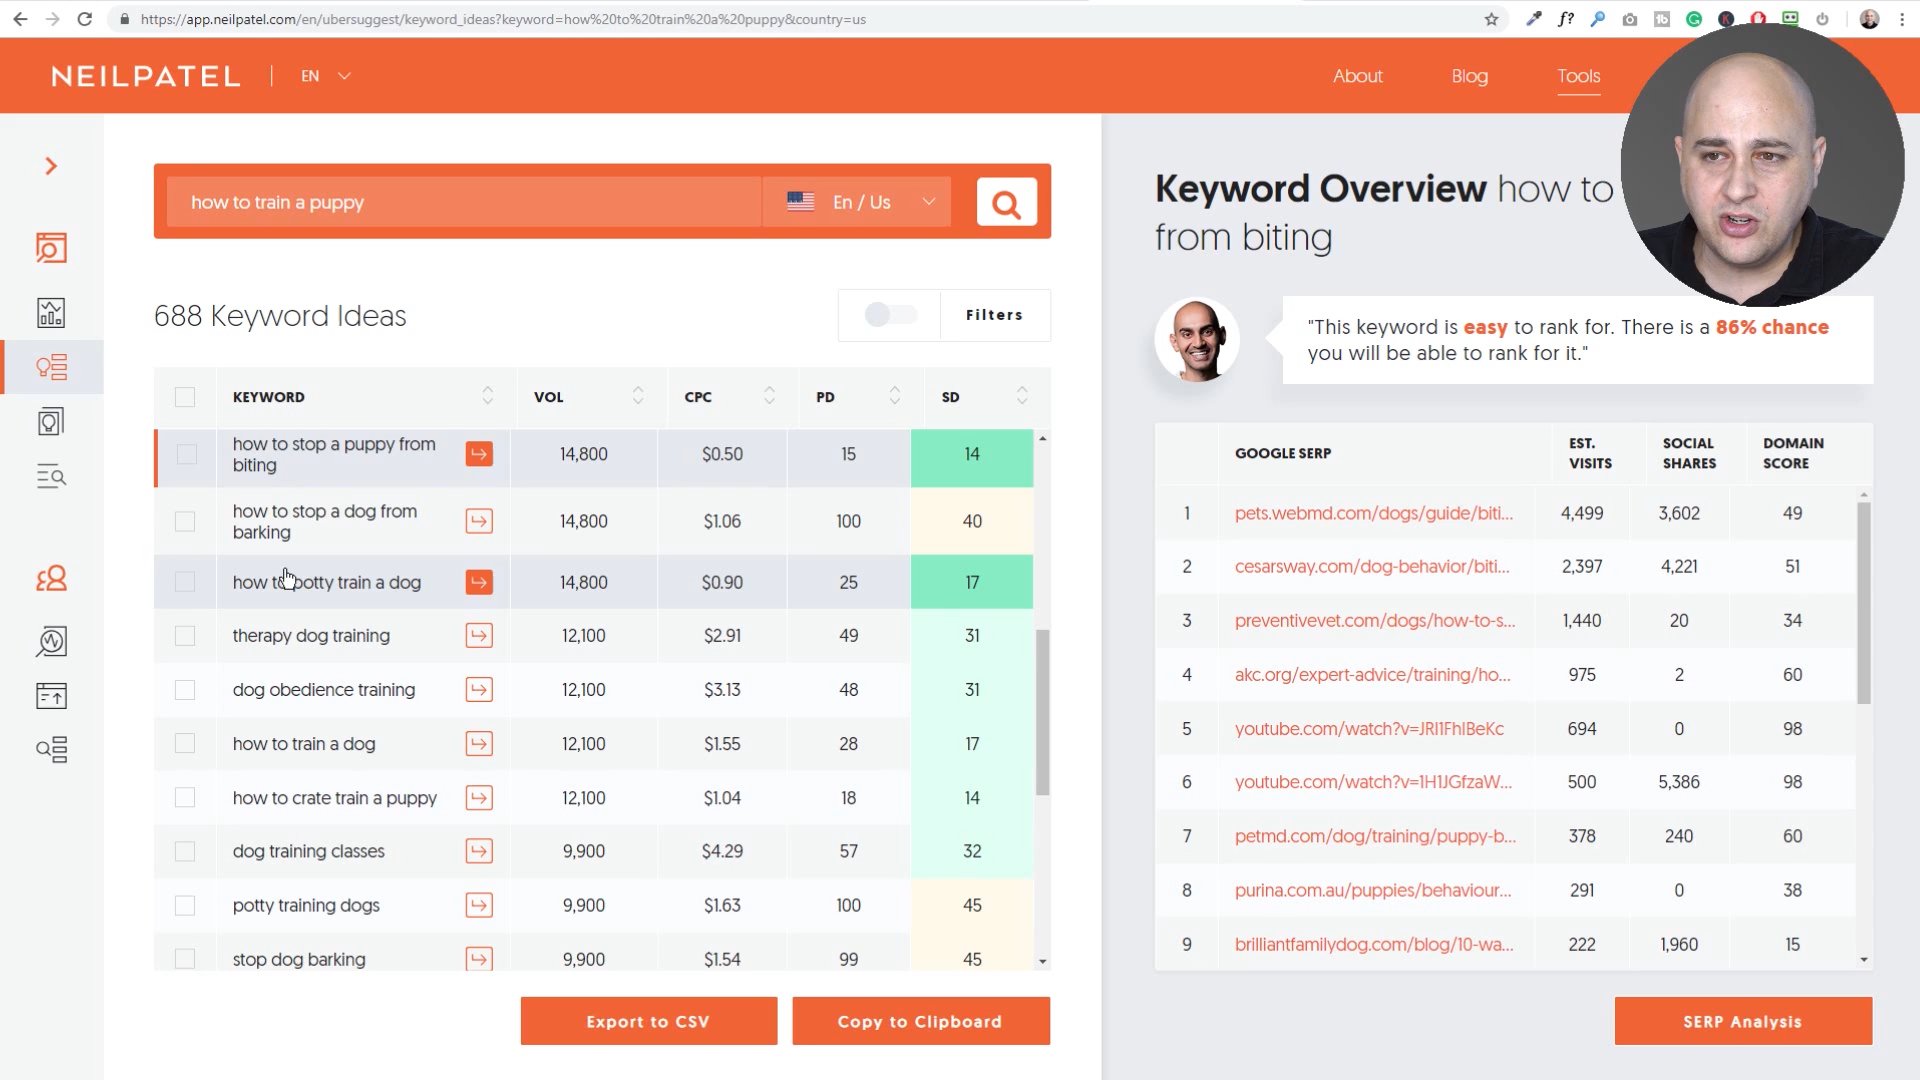 https://app.neilpatel.com/en/ubersuggest/keyword_ideas?keyword=how%20to%20train%20a%20puppy&country=us
f?
NEILPATEL EN About Blog Tools
how to train a puppy En / Us
688 Keyword Ideas Filters
KEYWORD VOL CPC PD SD
how to stop a puppy from
biting 14,800 $0.50 15 14
how to stop a dog from
barking 14,800 $1.06 100 40
how to potty train a dog 14,800 $0.90 25 17
therapy dog training 12,100 $2.91 49 31
dog obedience training 12,100 $3.13 48 31
how to train a dog 12,100 $1.55 28 17
how to crate train a puppy 12,100 $1.04 18 14
dog training classes 9,900 $4.29 57 32
potty training dogs 9,900 $1.63 100 45
stop dog barking 9,900 $1.54 99 45
Export to CSV Copy to Clipboard
Keyword Overview how to
from biting
"This keyword is easy to rank for. There is a 86% chance
you will be able to rank for it."
GOOGLE SERP EST. VISITS SOCIAL SHARES DOMAIN SCORE
1 pets.webmd.com/dogs/guide/biti... 4,499 3,602 49
2 cesarsway.com/dog-behavior/biti... 2,397 4,221 51
3 preventivevet.com/dogs/how-to-s... 1,440 20 34
4 akc.org/expert-advice/training/ho... 975 2 60
5 youtube.com/watch?v=JRI1FhIBeKc 694 0 98
6 youtube.com/watch?v=1H1JGfzaW... 500 5,386 98
7 petmd.com/dog/training/puppy-b... 378 240 60
8 purina.com.au/puppies/behaviour... 291 0 38
9 brilliantfamilydog.com/blog/10-wa... 222 1,960 15
SERP Analysis